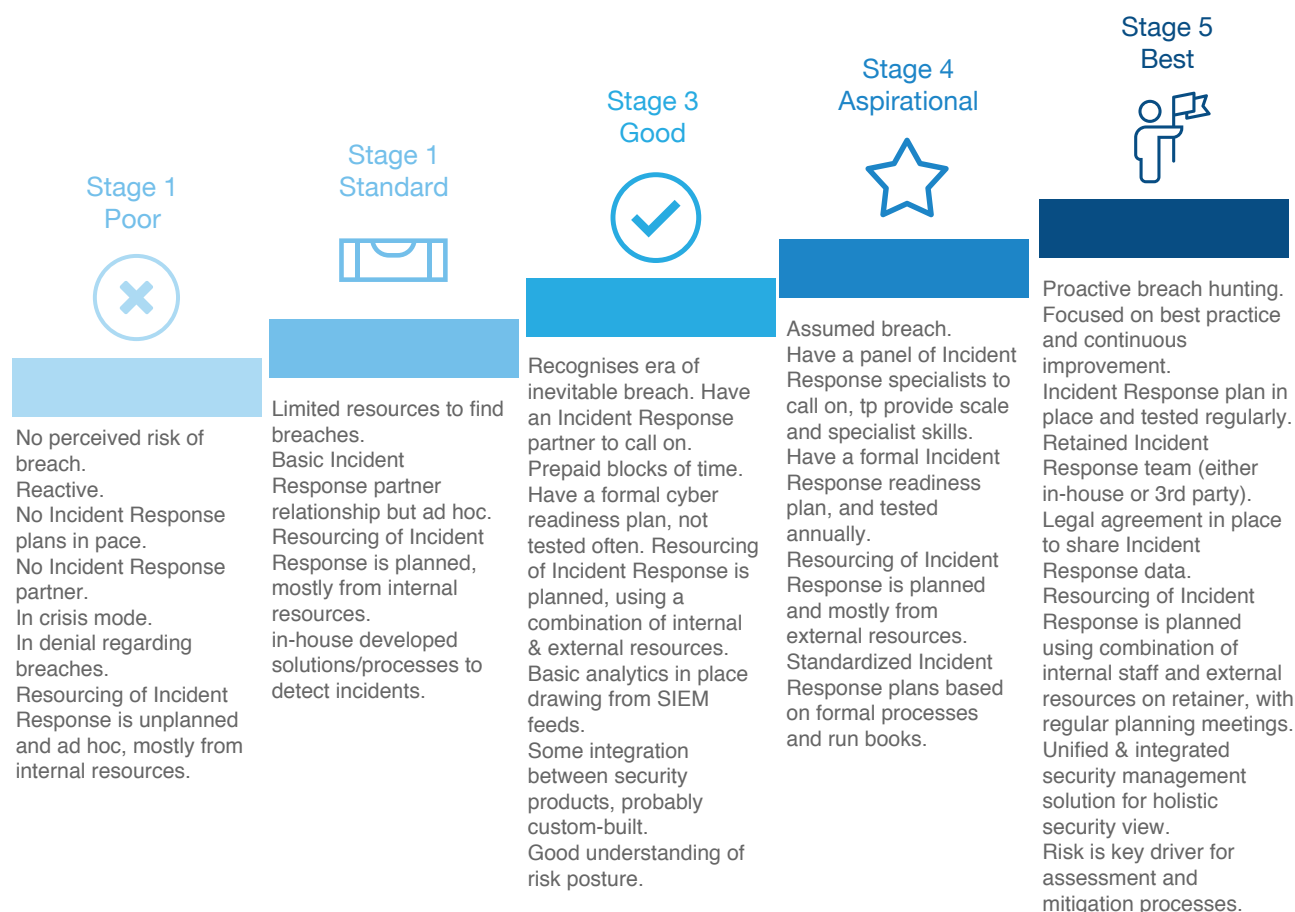 Stage 1
Poor
No perceived risk of
breach.
Reactive.
No Incident Response
plans in pace.
No Incident Response
partner.
In crisis mode.
In denial regarding
breaches.
Resourcing of Incident
Response is unplanned
and ad hoc, mostly from
internal resources.
Stage 1
Standard
Limited resources to find
breaches.
Basic Incident
Response partner
relationship but ad hoc.
Resourcing of Incident
Response is planned,
mostly from internal
resources.
in-house developed
solutions/processes to
detect incidents.
Stage 3
Good
Recognises era of
inevitable breach. Have
an Incident Response
partner to call on.
Prepaid blocks of time.
Have a formal cyber
readiness plan, not
tested often. Resourcing
of Incident Response is
planned, using a
combination of internal
& external resources.
Basic analytics in place
drawing from SIEM
feeds.
Some integration
between security
products, probably
custom-built.
Good understanding of
risk posture.
Stage 4
Aspirational
Assumed breach.
Have a panel of Incident
Response specialists to
call on, tp provide scale
and specialist skills.
Have a formal Incident
Response readiness
plan, and tested
annually.
Resourcing of Incident
Response is planned
and mostly from
external resources.
Standardized Incident
Response plans based
on formal processes
and run books.
Stage 5
Best
Proactive breach hunting.
Focused on best practice
and continuous
improvement.
Incident Response plan in
place and tested regularly.
Retained Incident
Response team (either
in-house or 3rd party).
Legal agreement in place
to share Incident
Response data.
Resourcing of Incident
Response is planned
using combination of
internal staff and external
resources on retainer, with
regular planning meetings.
Unified & integrated
security management
solution for holistic
security view.
Risk is key driver for
assessment and
mitigation processes.